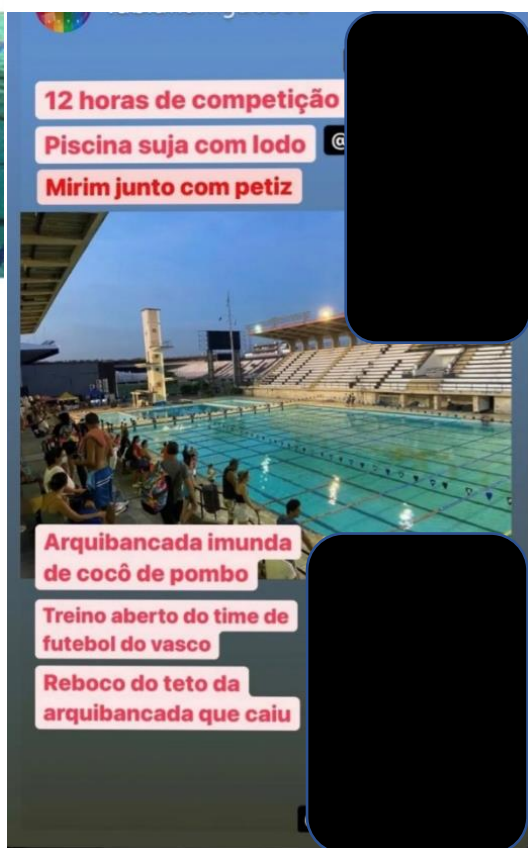 12 horas de competição
Piscina suja com lodo @
Mirim junto com petiz
Arquibancada imunda
de cocô de pombo
Treino aberto do time de
futebol do vasco
Reboco do teto da
arquibancada que caiu